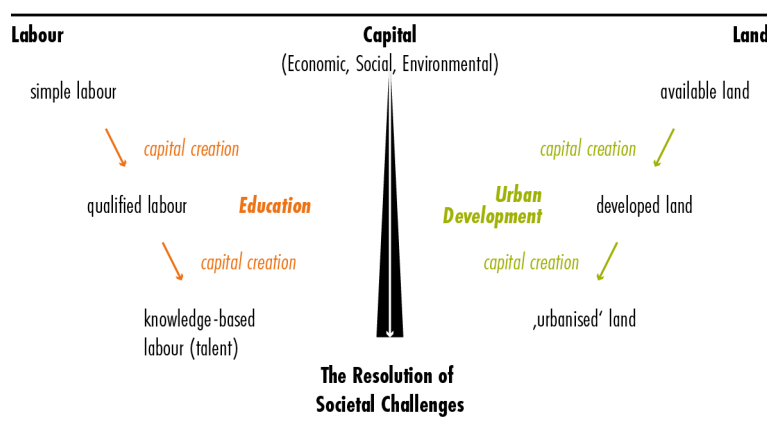 Labour
Capital
Land
(Economic, Social, Environmental)
simple labour
available land
capital creation
capital creation
qualified labour
Education
Urban
Development
developed land
capital creation
capital creation
knowledge-based
labour (talent)
‚urbanised‘ land
The Resolution of
Societal Challenges